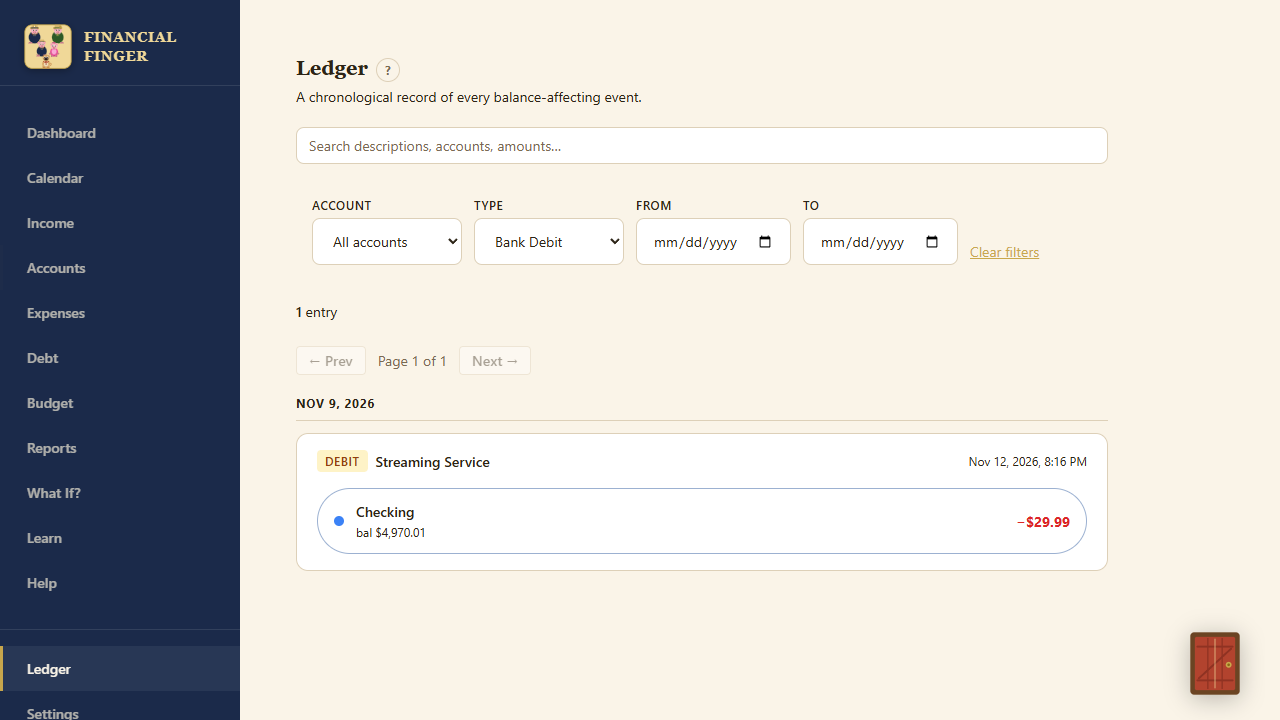 FINANCIAL
FINGER
Dashboard
Calendar
Income
Accounts
Expenses
Debt
Budget
Reports
What If?
Learn
Help
Ledger
Settings
Ledger ?
A chronological record of every balance-affecting event.
Search descriptions, accounts, amounts...
ACCOUNT TYPE FROM TO
All accounts Bank Debit mm/dd/yyyy mm/dd/yyyy Clear filters
1 entry
← Prev Page 1 of 1 Next →
NOV 9, 2026
DEBIT Streaming Service Nov 12, 2026, 8:16 PM
Checking
bal $4,970.01
−$29.99